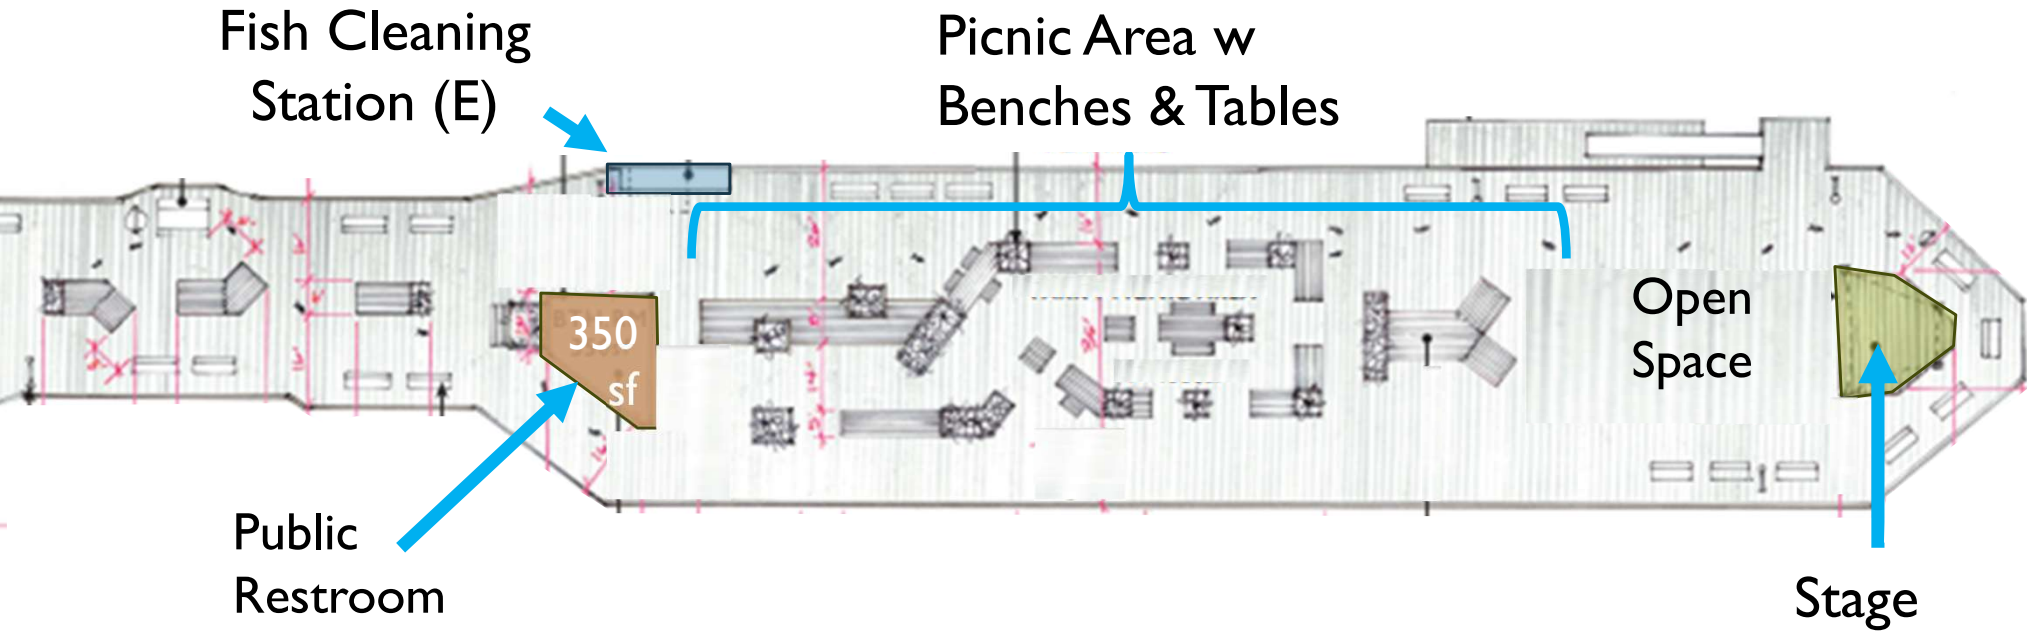 Fish Cleaning
Station (E)
Picnic Area w
Benches & Tables
350
sf
Open
Space
Public
Restroom
Stage